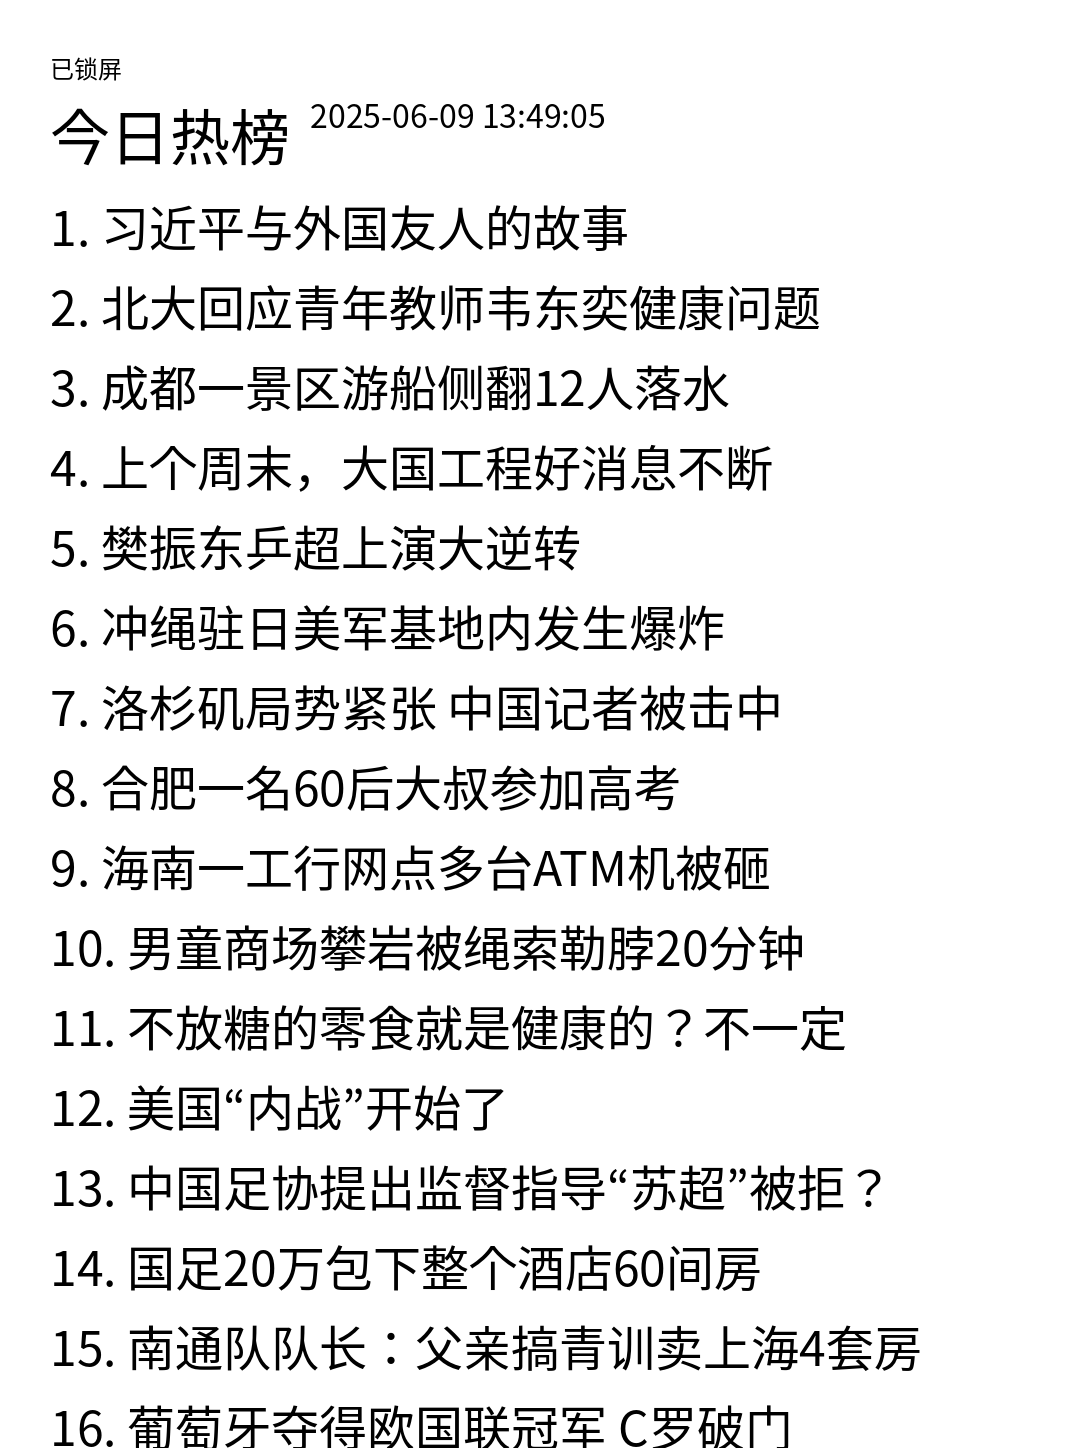 已锁屏
今日热榜 2025-06-09 13:49:05
1. 习近平与外国友人的故事
2. 北大回应青年教师韦东奕健康问题
3. 成都一景区游船侧翻12人落水
4. 上个周末，大国工程好消息不断
5. 樊振东乒超上演大逆转
6. 冲绳驻日美军基地内发生爆炸
7. 洛杉矶局势紧张 中国记者被击中
8. 合肥一名60后大叔参加高考
9. 海南一工行网点多台ATM机被砸
10. 男童商场攀岩被绳索勒脖20分钟
11. 不放糖的零食就是健康的？不一定
12. 美国“内战”开始了
13. 中国足协提出监督指导“苏超”被拒？
14. 国足20万包下整个酒店60间房
15. 南通队队长：父亲搞青训卖上海4套房
16. 葡萄牙夺得欧国联冠军 C罗破门